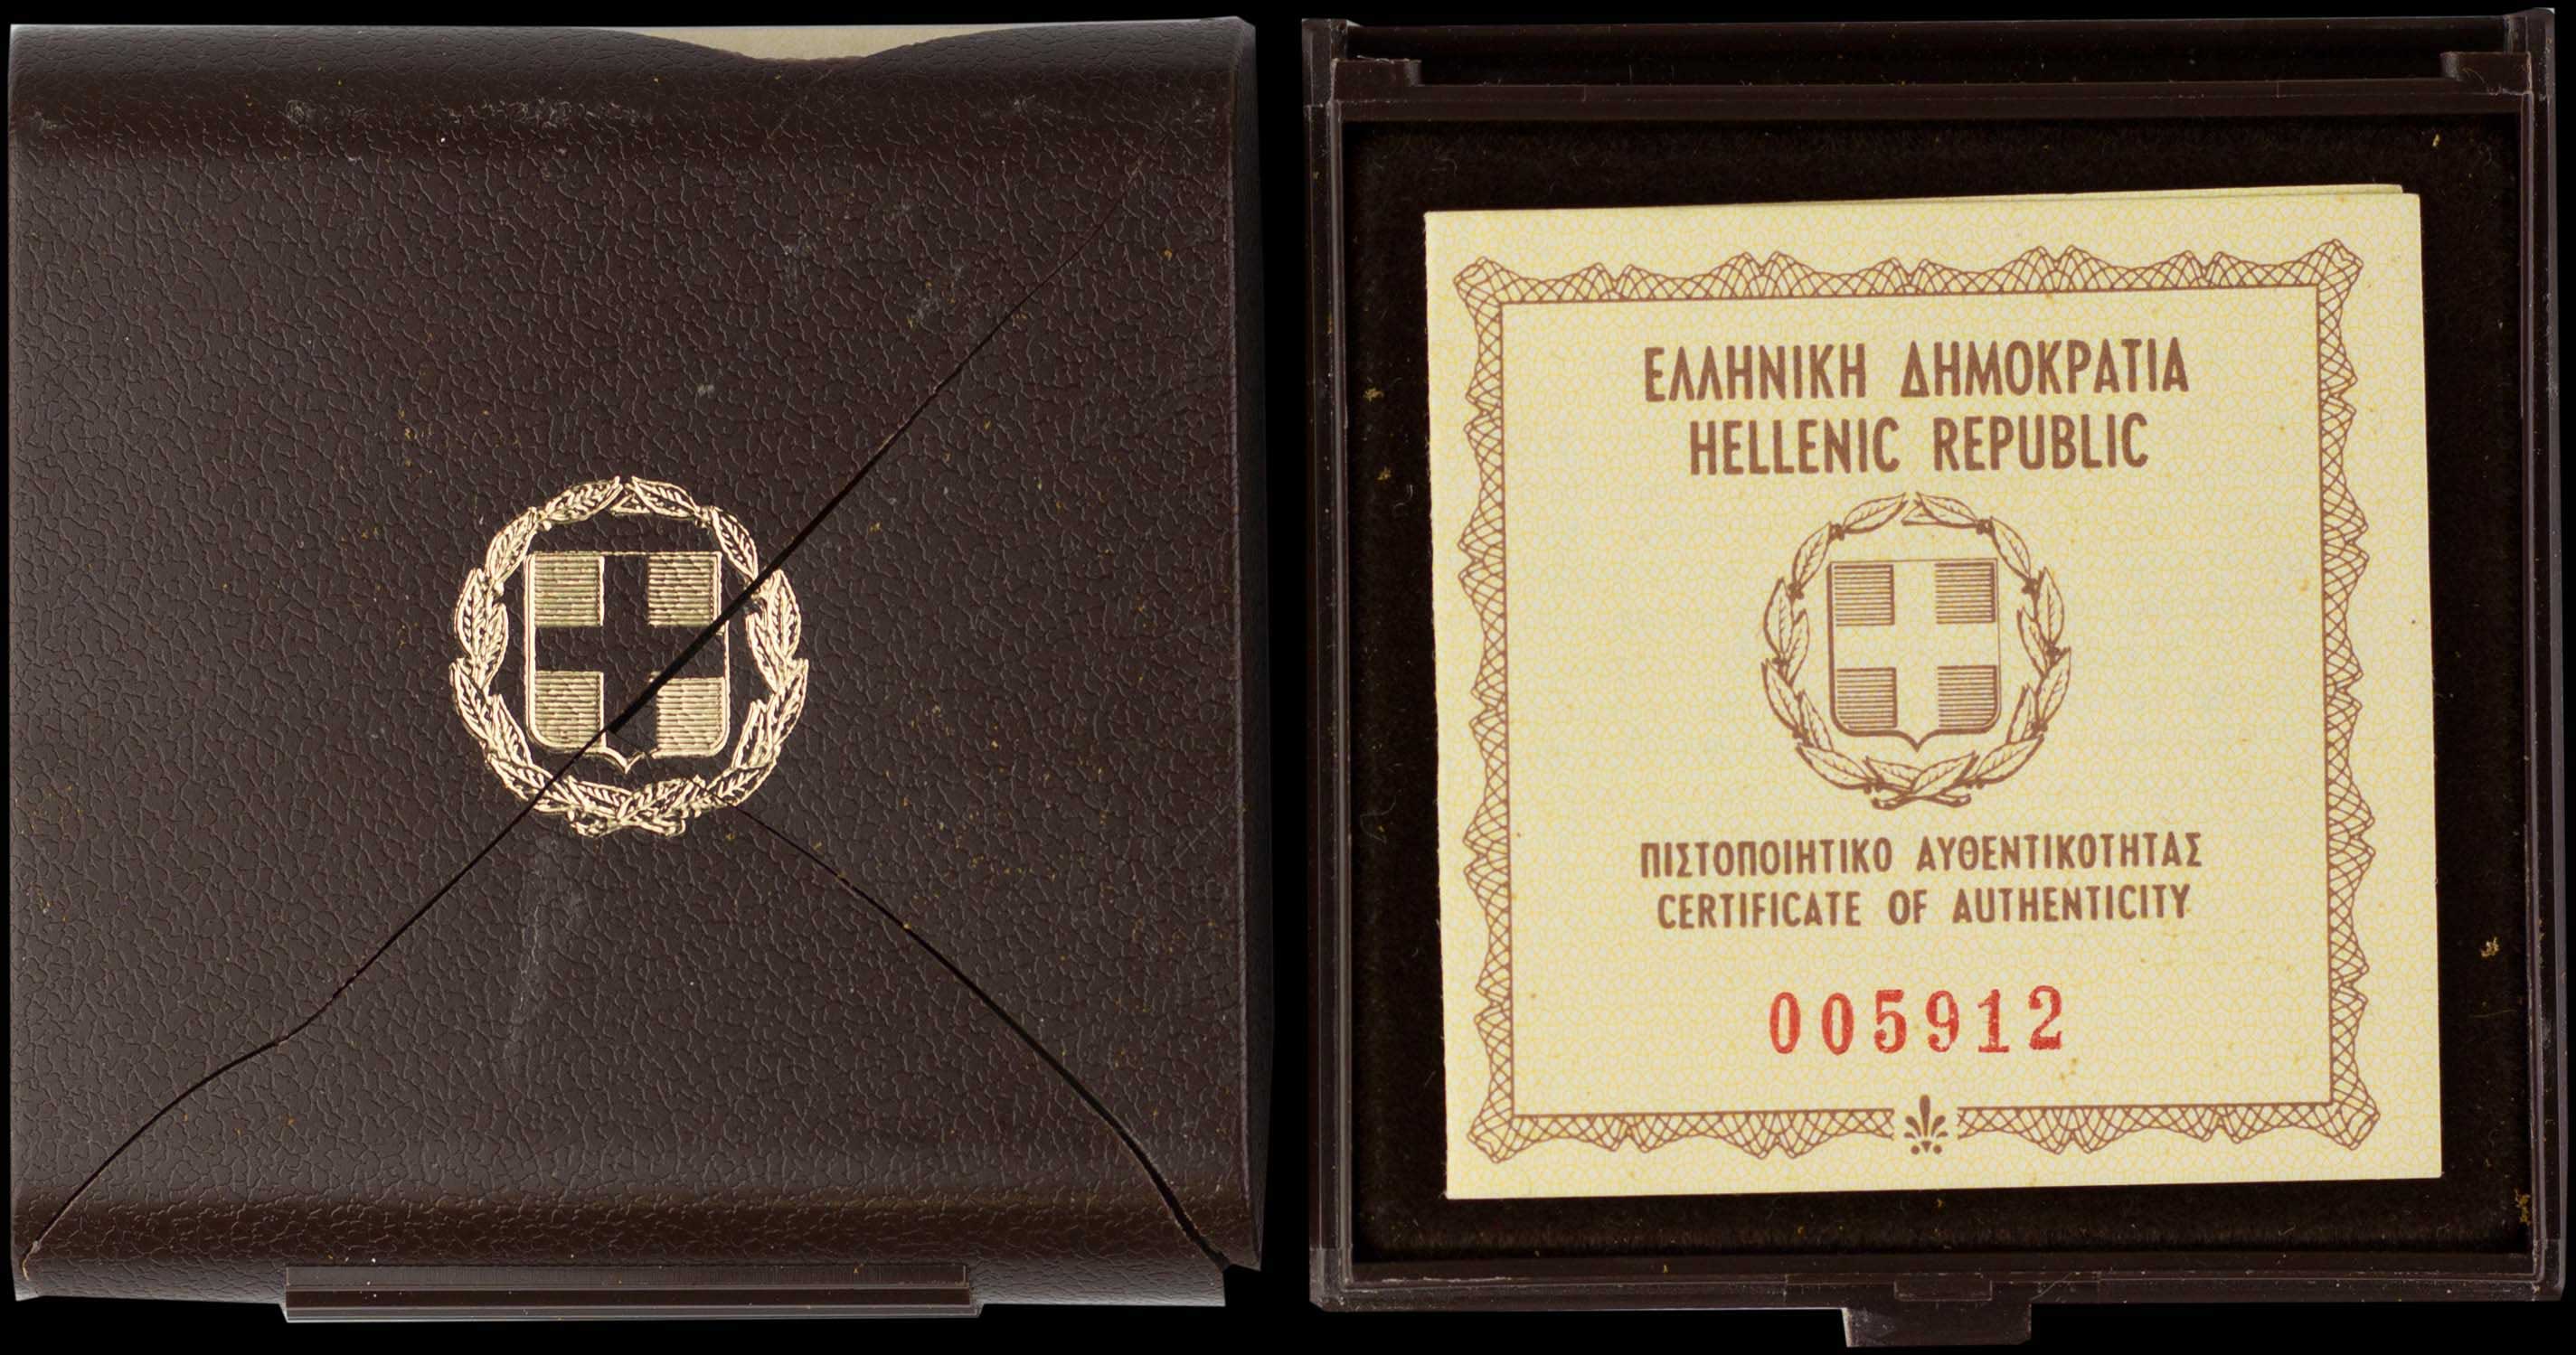 ΕΛΛΗΝΙΚΗ ΔΗΜΟΚΡΑΤΙΑ
HELLENIC REPUBLIC
ΠΙΣΤΟΠΟΙΗΤΙΚΟ ΑΥΘΕΝΤΙΚΟΤΗΤΑΣ
CERTIFICATE OF AUTHENTICITY
005912